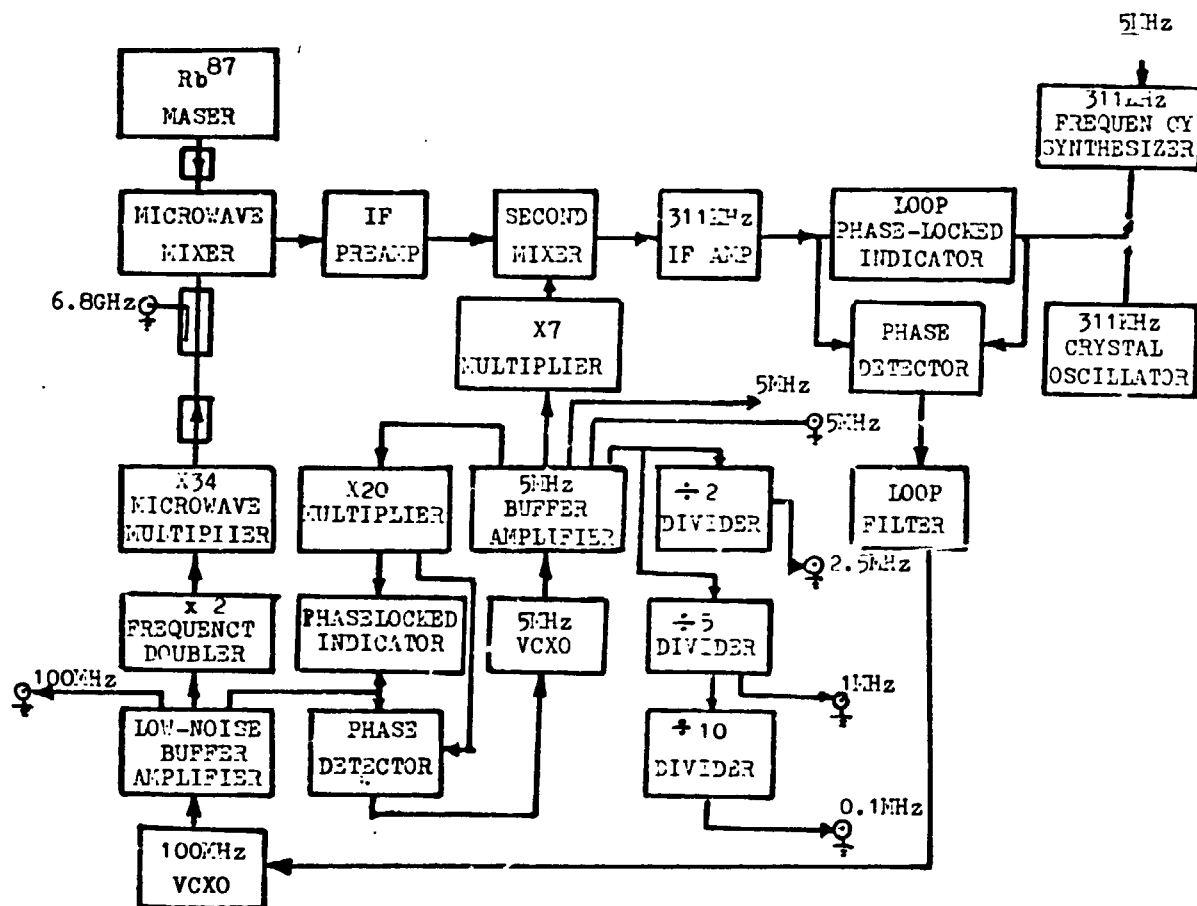 5MHz
Rb87
MASER
311KHz
FREQUENCY
SYNTHESIZER
MICROWAVE
MIXER
IF
PREAMP
SECOND
MIXER
311KHz
IF AMP
LOOP
PHASE-LOCKED
INDICATOR
6.8GHz
X7
MULTIPLIER
PHASE
DETECTOR
311KHz
CRYSTAL
OSCILLATOR
5MHz
5MHz
X34
MICROWAVE
MULTIPLIER
X20
MULTIPLIER
5MHz
BUFFER
AMPLIFIER
÷2
DIVIDER
LOOP
FILTER
2.5MHz
x 2
FREQUENCT
DOUBLER
PHASELOCKED
INDICATOR
5MHz
VCXO
÷5
DIVIDER
100MHz
1MHz
LOW-NOISE
BUFFER
AMPLIFIER
PHASE
DETECTOR
÷10
DIVIDER
0.1MHz
100MHz
VCXO